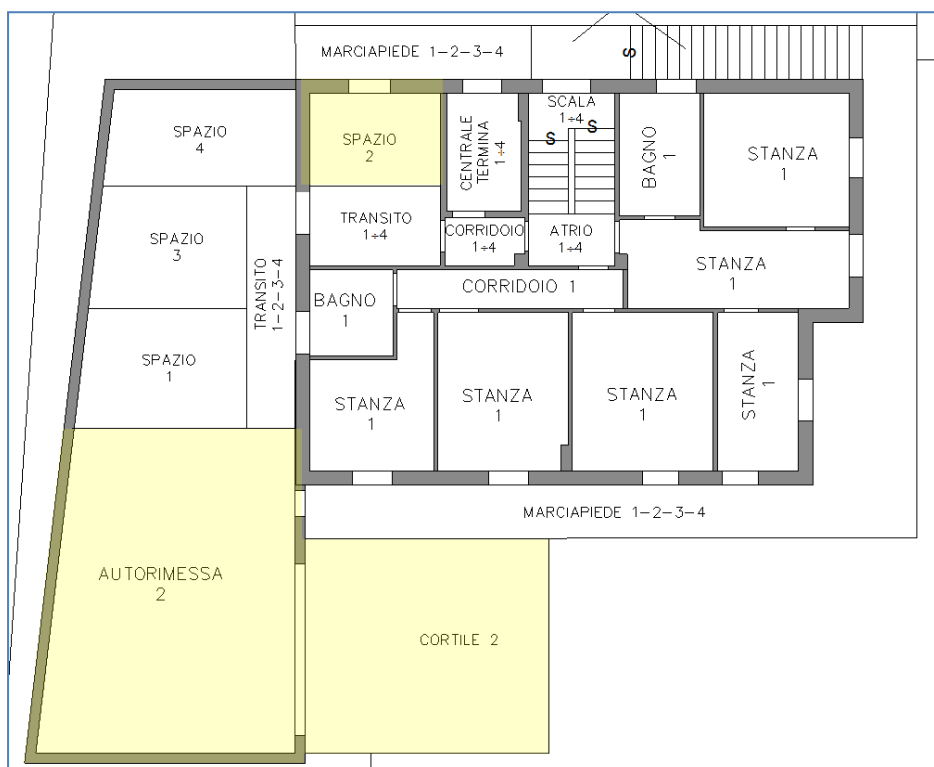 MARCIAPIEDE 1-2-3-4
S
SPAZIO
4
SPAZIO
2
CENTRALE
TERMINA
1÷4
SCALA
1÷4
S
S
BAGNO
1
STANZA
1
SPAZIO
3
TRANSITO
1-2-3-4
TRANSITO
1÷4
CORRIDOIO
1÷4
ATRIO
1÷4
STANZA
1
BAGNO
1
CORRIDOIO 1
SPAZIO
1
STANZA
1
STANZA
1
STANZA
1
STANZA
1
MARCIAPIEDE 1-2-3-4
AUTORIMESSA
2
CORTILE 2